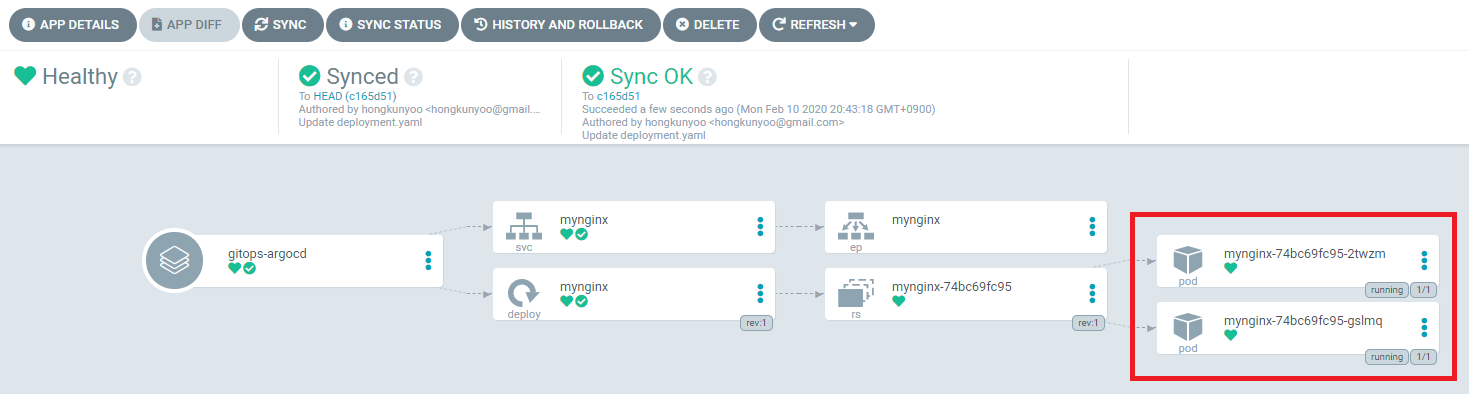 APP DETAILS
APP DIFF
SYNC
SYNC STATUS
HISTORY AND ROLLBACK
DELETE
REFRESH
Healthy
Synced
To HEAD (c165d51)
Authored by hongkunyoo <hongkunyoo@gmail....
Update deployment.yaml
Sync OK
To c165d51
Succeeded a few seconds ago (Mon Feb 10 2020 20:43:18 GMT+0900)
Authored by hongkunyoo <hongkunyoo@gmail.com>
Update deployment.yaml
gitops-argocd
mynginx
svc
mynginx
deploy
rev:1
mynginx
ep
mynginx-74bc69fc95
rs
rev:1
mynginx-74bc69fc95-2twzm
pod
running 1/1
mynginx-74bc69fc95-gslmq
pod
running 1/1